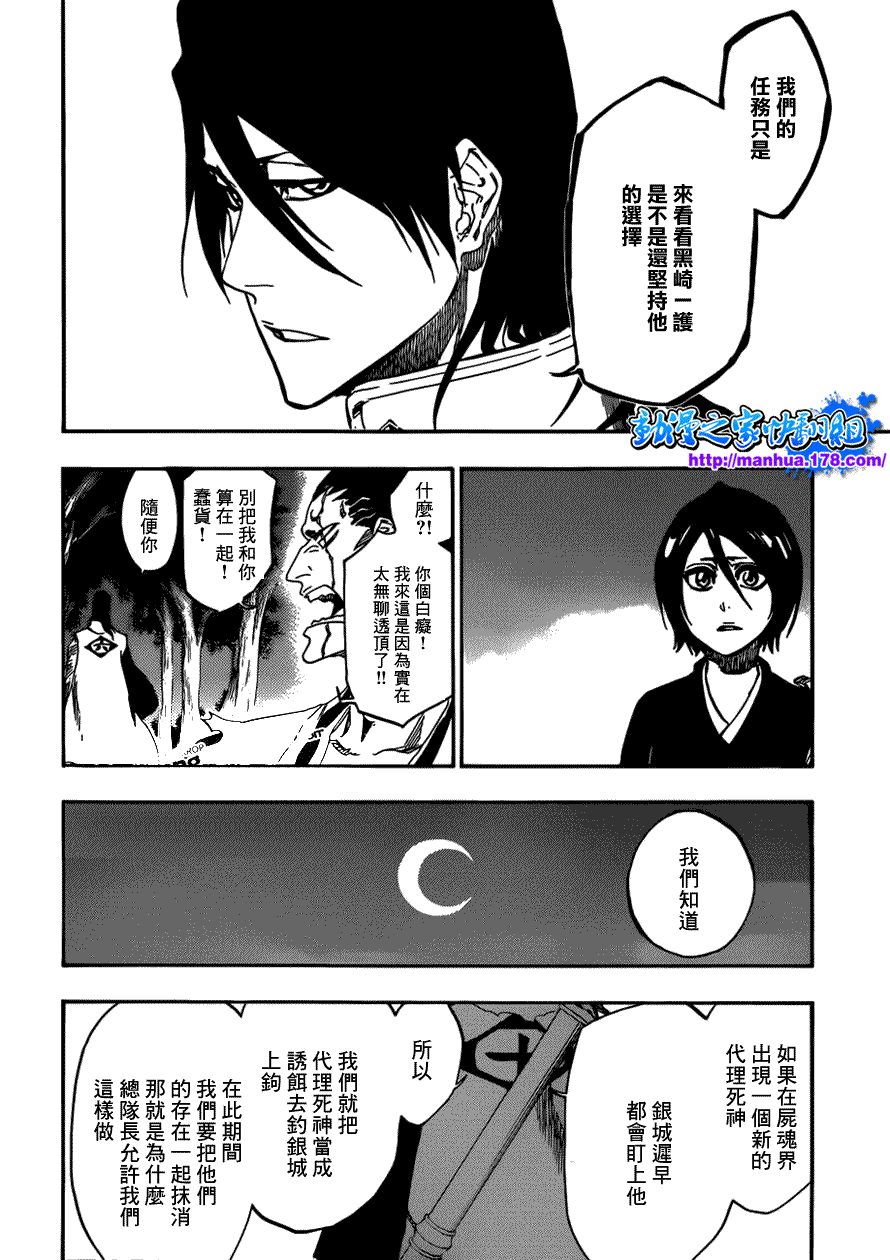 我們的
任務只是
來看看黑崎一護
是不是還堅持他
的選擇
動漫之家快翻組
http://manhua.178.com/
什麼?!
你個白癡！
我來這是因為實在
太無聊透頂了!!
別把我和你
算在一起！
蠢貨！
隨便你
六
我們知道
如果在屍魂界
出現一個新的
代理死神
銀城遲早
都會盯上他
所以
我們就把
代理死神當成
誘餌去釣銀城
上鉤
在此期間
我們要把他們
的存在一起抹消
那就是為什麼
總隊長允許我們
這樣做